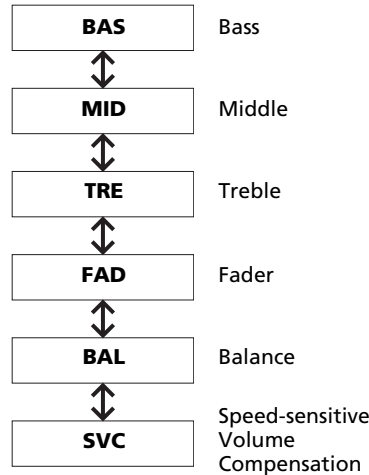 BAS Bass
MID Middle
TRE Treble
FAD Fader
BAL Balance
SVC Speed-sensitive
Volume
Compensation